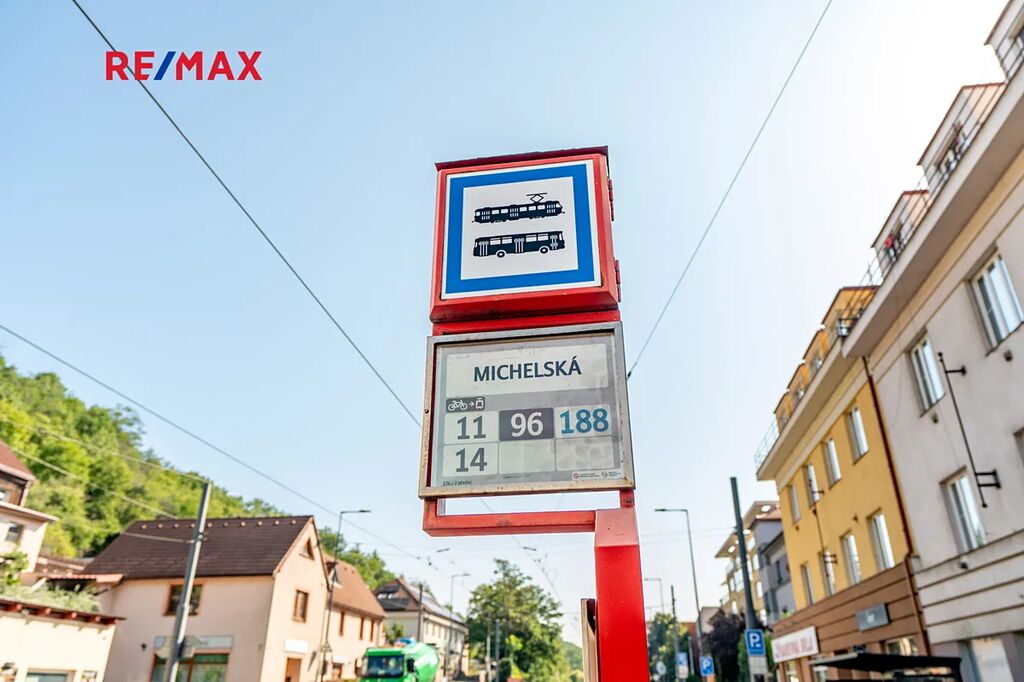 RE/MAX
MICHELSKÁ
11 96 188
14
P
P